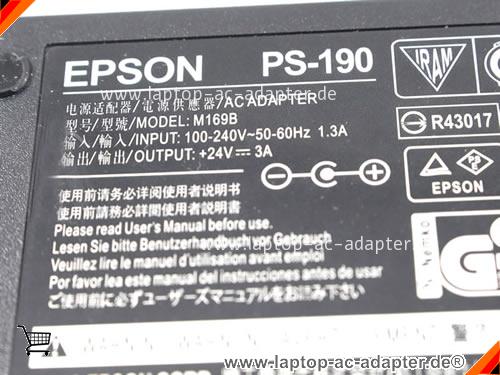 EPSON PS-190
IRAM
电源适配器/電源供應器/AC ADAPTER
型号/型號/MODEL: M169B
输入/輸入/INPUT: 100-240V~50-60Hz 1.3A
输出/輸出/OUTPUT: +24V⎓3A
R43017
EPSON
使用前请务必详阅使用者说明书
使用前請務必詳閱使用者說明書
Please read User's Manual before use.
Lesen Sie bitte Benutzerhandbuch vor Gebrauch
Veuillez lire le manuel d'utilisation avant emploi
Por favor lea este manual del instrucciones antes de usar
ご使用前に必ずユーザーズマニュアルをお読み下さい
Nemko
GS
www.laptop-ac-adapter.de
www.laptop-ac-adapter.de
www.laptop-ac-adapter.de®